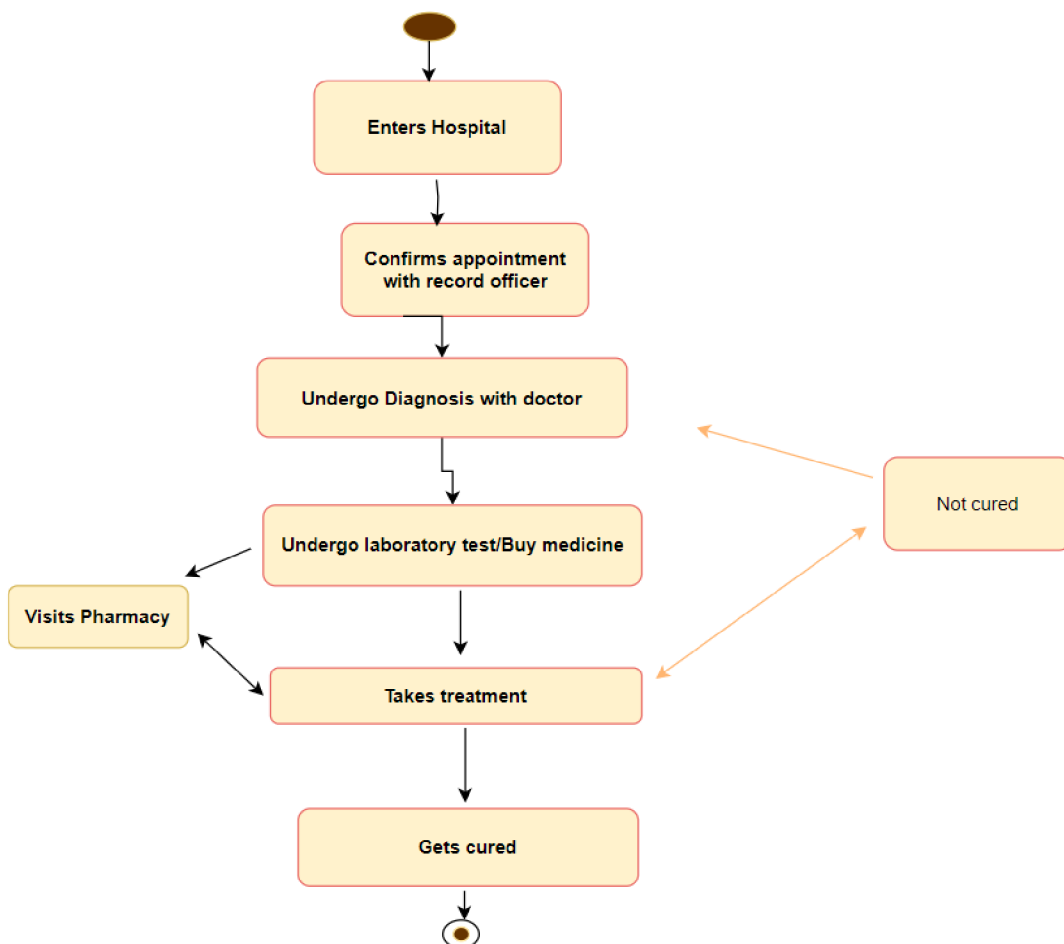 Enters Hospital
Confirms appointment
with record officer
Undergo Diagnosis with doctor
Not cured
Undergo laboratory test/Buy medicine
Visits Pharmacy
Takes treatment
Gets cured